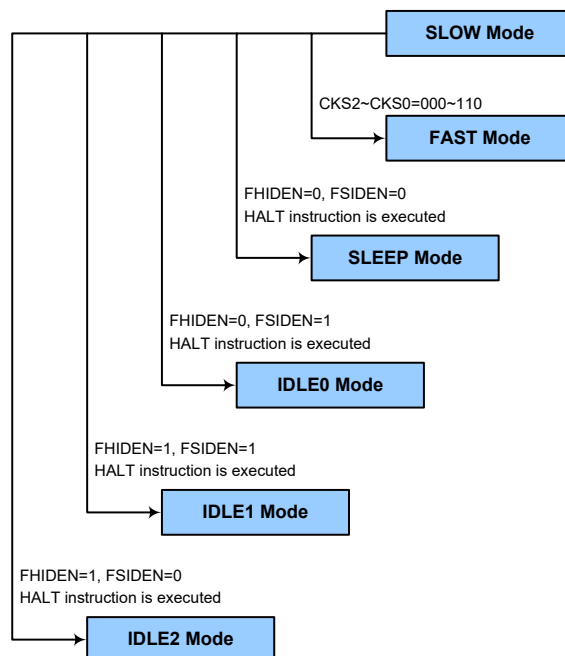 SLOW Mode
CKS2~CKS0=000~110
FAST Mode
FHIDEN=0, FSIDEN=0
HALT instruction is executed
SLEEP Mode
FHIDEN=0, FSIDEN=1
HALT instruction is executed
IDLE0 Mode
FHIDEN=1, FSIDEN=1
HALT instruction is executed
IDLE1 Mode
FHIDEN=1, FSIDEN=0
HALT instruction is executed
IDLE2 Mode